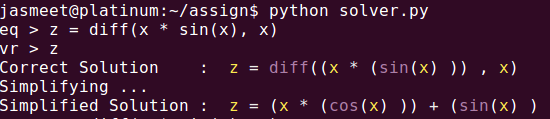 jasmeet@platinum:~/assign$ python solver.py
eq > z = diff(x * sin(x), x)
vr > z
Correct Solution    :  z = diff((x * (sin(x) )) , x)
Simplifying ...
Simplified Solution :  z = (x * (cos(x) )) + (sin(x) )